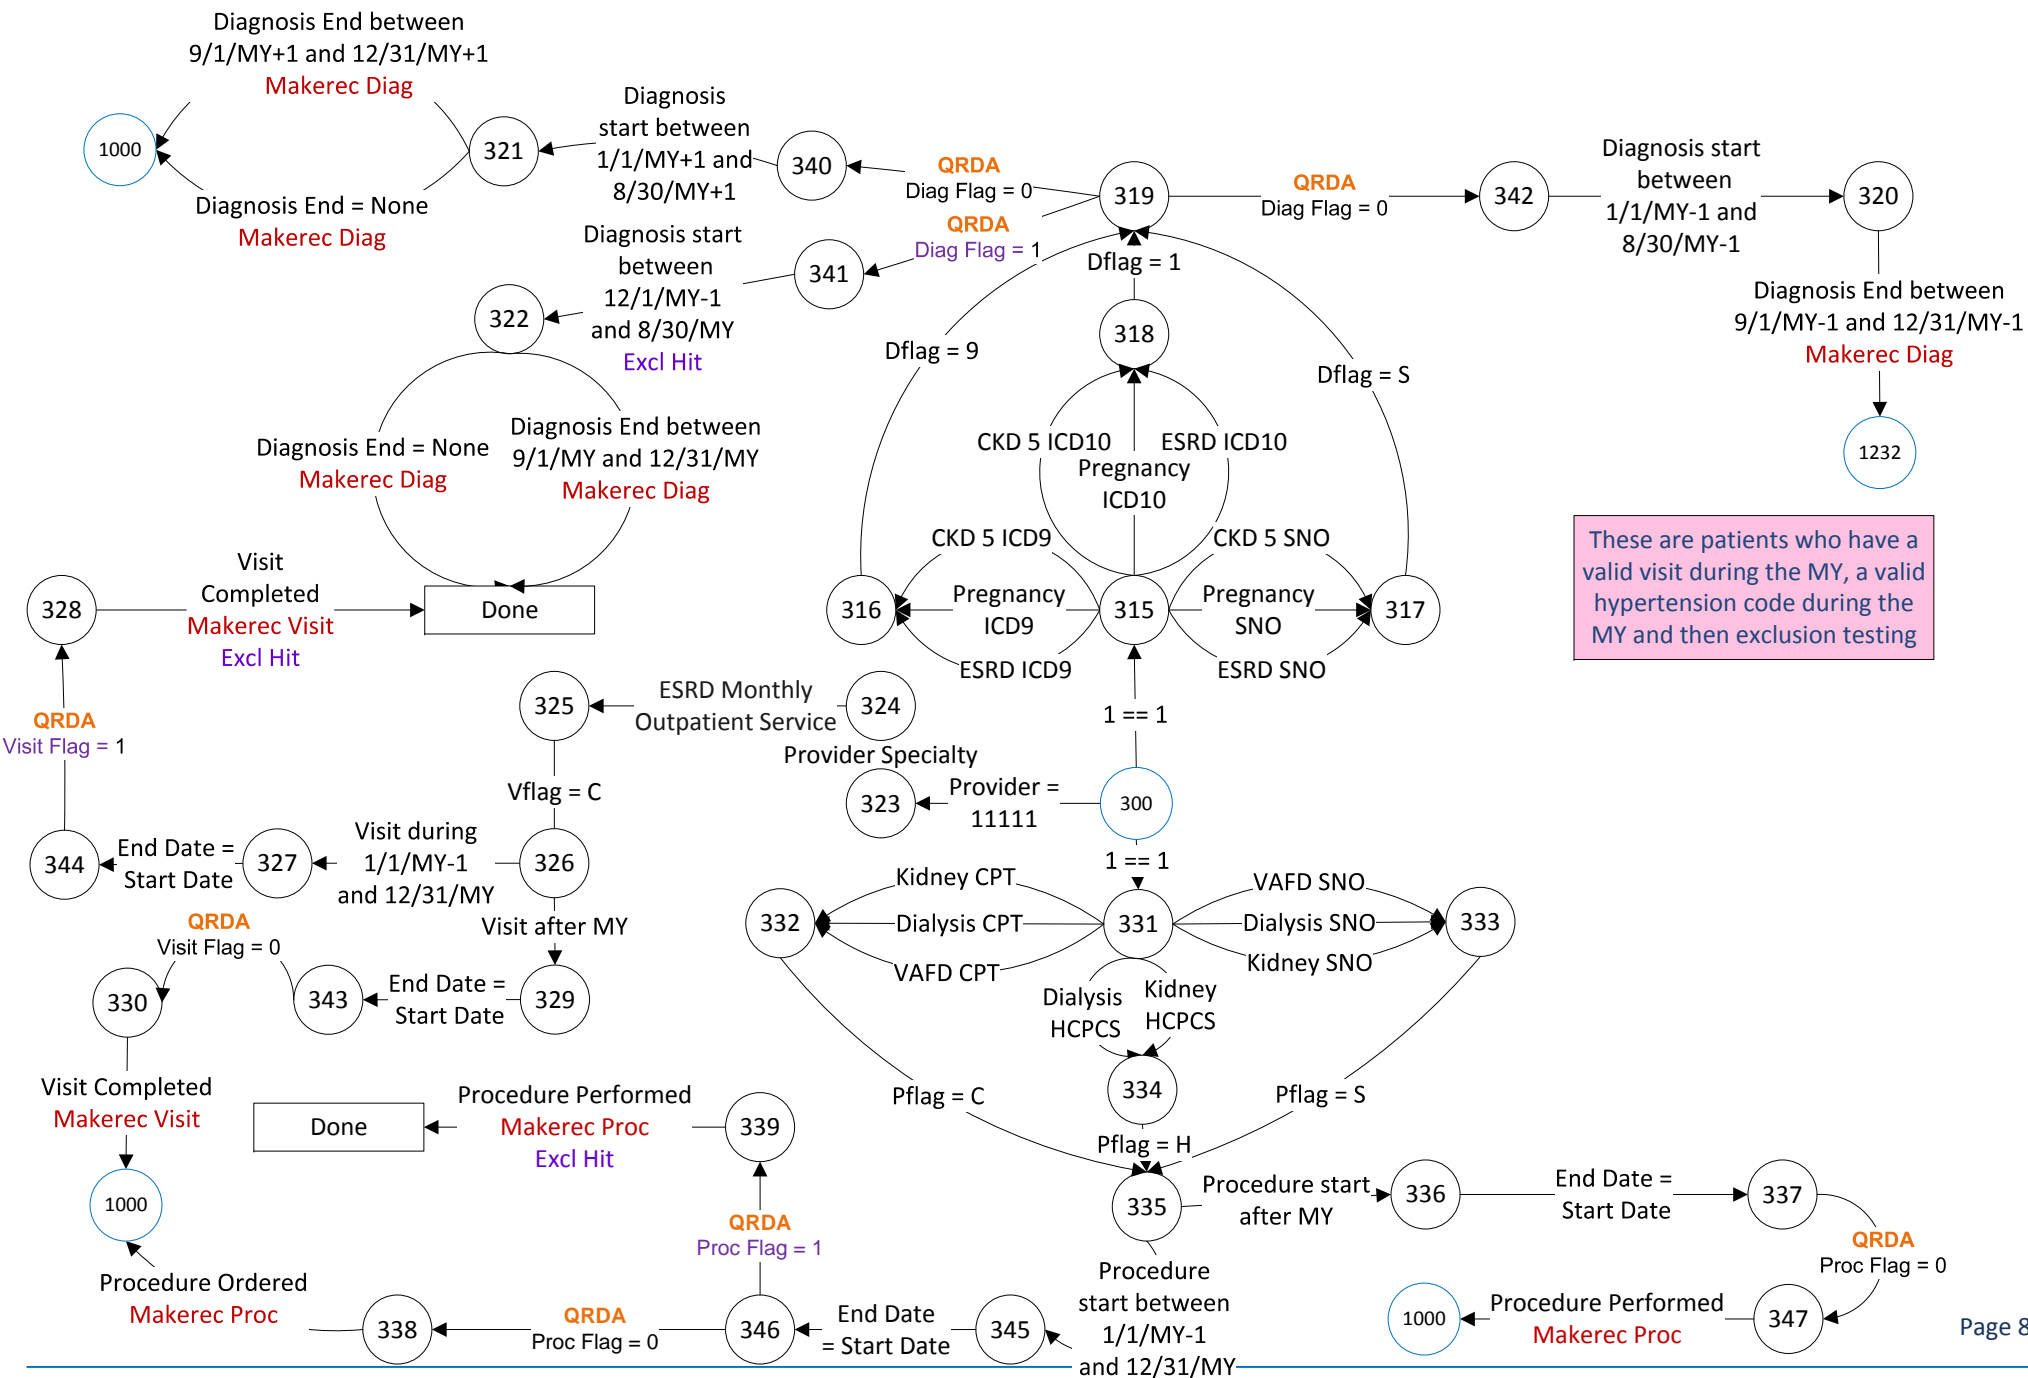 Diagnosis End between
9/1/MY+1 and 12/31/MY+1
Makerec Diag
1000
Diagnosis End = None
Makerec Diag
321
Diagnosis
start between
1/1/MY+1 and
8/30/MY+1
340
QRDA
Diag Flag = 0
319
QRDA
Diag Flag = 0
342
Diagnosis start
between
1/1/MY-1 and
8/30/MY-1
320
Diagnosis End between
9/1/MY-1 and 12/31/MY-1
Makerec Diag
1232
QRDA
Diag Flag = 1
341
Diagnosis start
between
12/1/MY-1
and 8/30/MY
Excl Hit
322
Diagnosis End = None
Makerec Diag
Diagnosis End between
9/1/MY and 12/31/MY
Makerec Diag
Done
Dflag = 1
318
Dflag = 9
Dflag = S
CKD 5 ICD10
ESRD ICD10
Pregnancy
ICD10
CKD 5 ICD9
CKD 5 SNO
316
Pregnancy
ICD9
315
Pregnancy
SNO
317
ESRD ICD9
ESRD SNO
These are patients who have a
valid visit during the MY, a valid
hypertension code during the
MY and then exclusion testing
328
Visit
Completed
Makerec Visit
Excl Hit
QRDA
Visit Flag = 1
325
ESRD Monthly
Outpatient Service
324
1 == 1
Provider Specialty
323
Provider =
11111
300
Vflag = C
344
End Date =
Start Date
327
Visit during
1/1/MY-1
and 12/31/MY
326
1 == 1
Visit after MY
QRDA
Visit Flag = 0
330
343
End Date =
Start Date
329
Visit Completed
Makerec Visit
1000
332
Kidney CPT
Dialysis CPT
VAFD CPT
331
VAFD SNO
Dialysis SNO
Kidney SNO
333
Dialysis
HCPCS
Kidney
HCPCS
334
Pflag = C
Pflag = S
Pflag = H
335
Procedure start
after MY
336
End Date =
Start Date
337
QRDA
Proc Flag = 0
347
Procedure Performed
Makerec Proc
1000
Done
Procedure Performed
Makerec Proc
Excl Hit
339
QRDA
Proc Flag = 1
Procedure Ordered
Makerec Proc
338
QRDA
Proc Flag = 0
346
End Date
= Start Date
345
Procedure
start between
1/1/MY-1
and 12/31/MY
Page 8